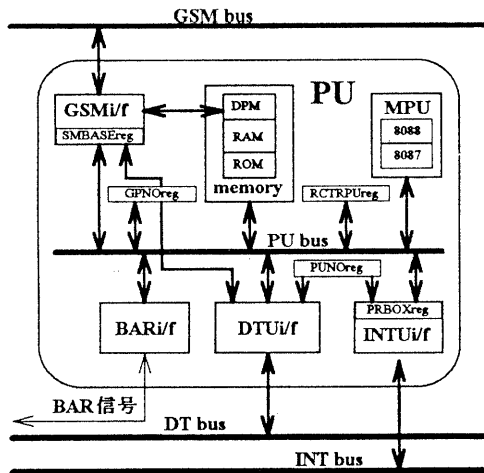 GSM bus
PU
GSMi/f
SMBASEreg
DPM
RAM
ROM
memory
MPU
8088
8087
GPNOreg
RCTRPUreg
PU bus
PUNOreg
BARi/f
DTUi/f
PRBOXreg
INTUi/f
BAR信号
DT bus
INT bus